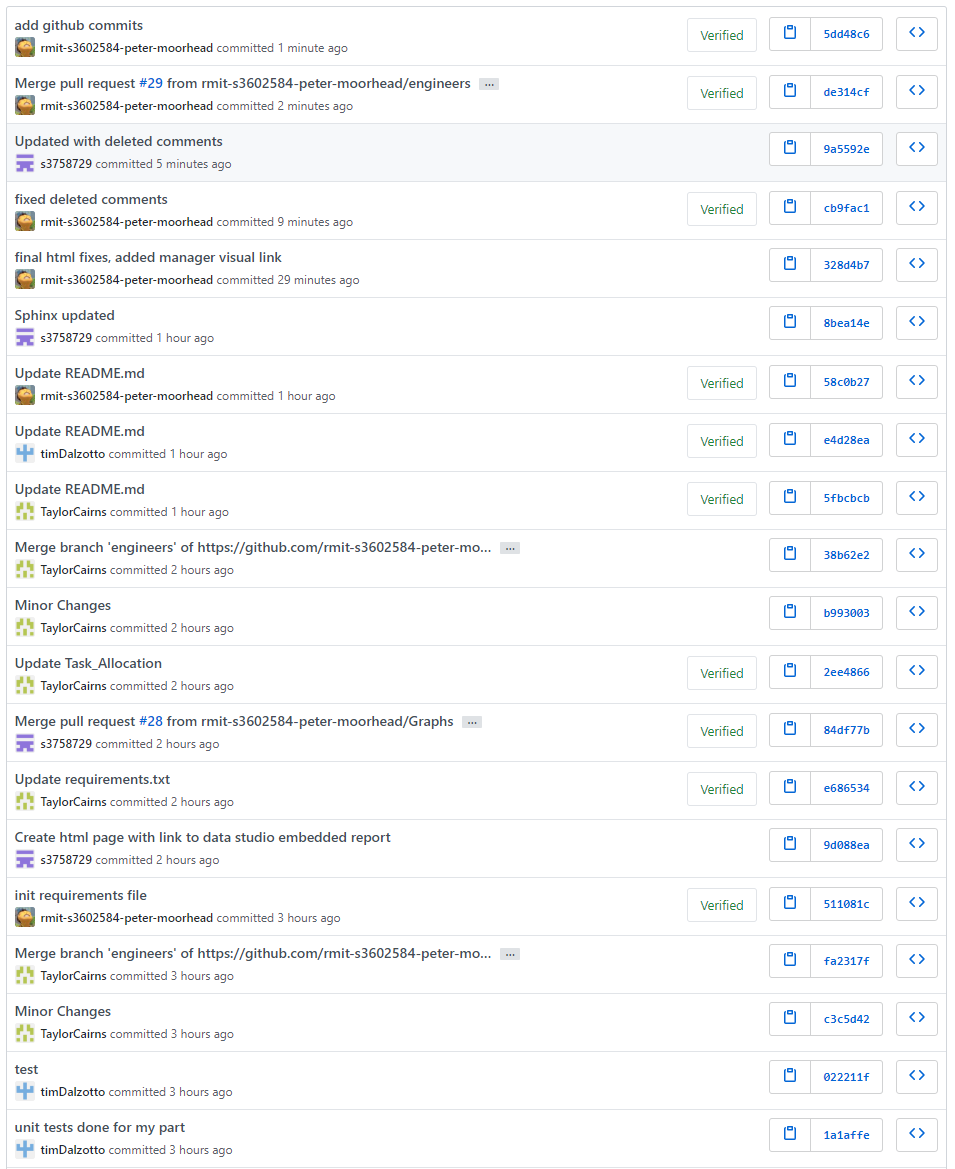 add github commits
rmit-s3602584-peter-moorhead committed 1 minute ago
Verified
5dd48c6
Merge pull request #29 from rmit-s3602584-peter-moorhead/engineers ...
rmit-s3602584-peter-moorhead committed 2 minutes ago
Verified
de314cf
Updated with deleted comments
s3758729 committed 5 minutes ago
9a5592e
fixed deleted comments
rmit-s3602584-peter-moorhead committed 9 minutes ago
Verified
cb9fac1
final html fixes, added manager visual link
rmit-s3602584-peter-moorhead committed 29 minutes ago
328d4b7
Sphinx updated
s3758729 committed 1 hour ago
8bea14e
Update README.md
rmit-s3602584-peter-moorhead committed 1 hour ago
Verified
58c0b27
Update README.md
timDalzotto committed 1 hour ago
Verified
e4d28ea
Update README.md
TaylorCairns committed 1 hour ago
Verified
5fbcbcb
Merge branch 'engineers' of https://github.com/rmit-s3602584-peter-mo... ...
TaylorCairns committed 2 hours ago
38b62e2
Minor Changes
TaylorCairns committed 2 hours ago
b993003
Update Task_Allocation
TaylorCairns committed 2 hours ago
Verified
2ee4866
Merge pull request #28 from rmit-s3602584-peter-moorhead/Graphs ...
s3758729 committed 2 hours ago
Verified
84df77b
Update requirements.txt
TaylorCairns committed 2 hours ago
Verified
e686534
Create html page with link to data studio embedded report
s3758729 committed 2 hours ago
9d088ea
init requirements file
rmit-s3602584-peter-moorhead committed 3 hours ago
Verified
511081c
Merge branch 'engineers' of https://github.com/rmit-s3602584-peter-mo... ...
TaylorCairns committed 3 hours ago
fa2317f
Minor Changes
TaylorCairns committed 3 hours ago
c3c5d42
test
timDalzotto committed 3 hours ago
022211f
unit tests done for my part
timDalzotto committed 3 hours ago
1a1affe